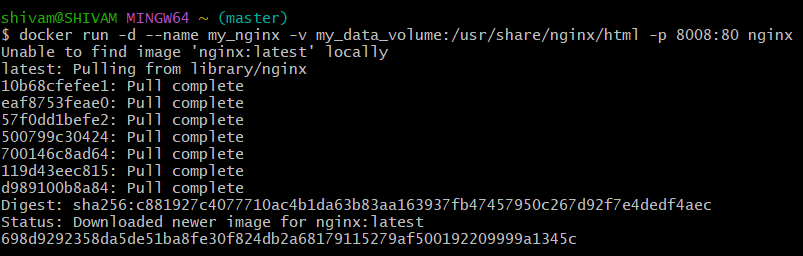 shivam@SHIVAM MINGW64 ~ (master)
$ docker run -d --name my_nginx -v my_data_volume:/usr/share/nginx/html -p 8008:80 nginx
Unable to find image 'nginx:latest' locally
latest: Pulling from library/nginx
10b68cfefee1: Pull complete
eaf8753feae0: Pull complete
57f0dd1befe2: Pull complete
500799c30424: Pull complete
700146c8ad64: Pull complete
119d43eec815: Pull complete
d989100b8a84: Pull complete
Digest: sha256:c881927c4077710ac4b1da63b83aa163937fb47457950c267d92f7e4dedf4aec
Status: Downloaded newer image for nginx:latest
698d9292358da5de51ba8fe30f824db2a68179115279af500192209999a1345c